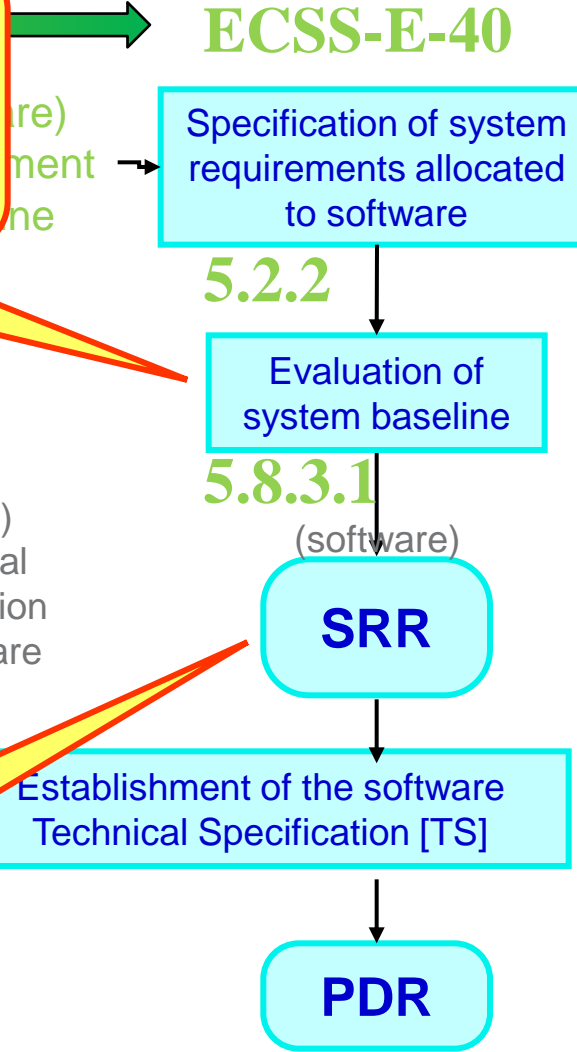 ECSS-E-40
Specification of system
requirements allocated
to software
5.2.2
Evaluation of
system baseline
5.8.3.1
(software)
SRR
Establishment of the software
Technical Specification [TS]
PDR